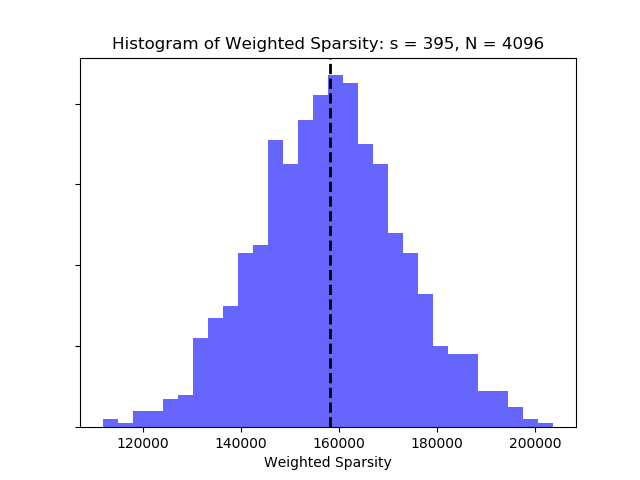 Histogram of Weighted Sparsity: s = 395, N = 4096
120000 140000 160000 180000 200000
Weighted Sparsity